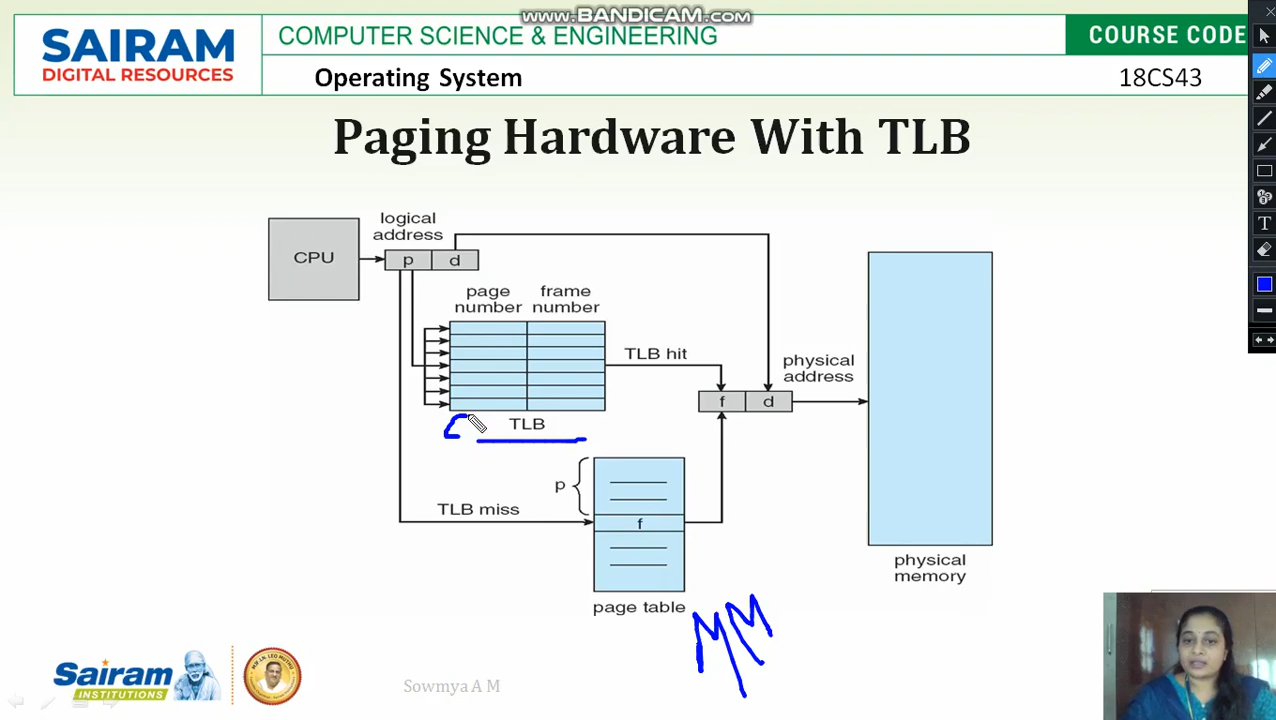 www.BANDICAM.com
SAIRAM
DIGITAL RESOURCES
COMPUTER SCIENCE & ENGINEERING
COURSE CODE
Operating System
18CS43
Paging Hardware With TLB
CPU
logical
address
p d
page
number
frame
number
TLB hit
physical
address
f d
TLB
p
TLB miss
f
page table
physical
memory
MM
Sairam
INSTITUTIONS
Sowmya A M
T